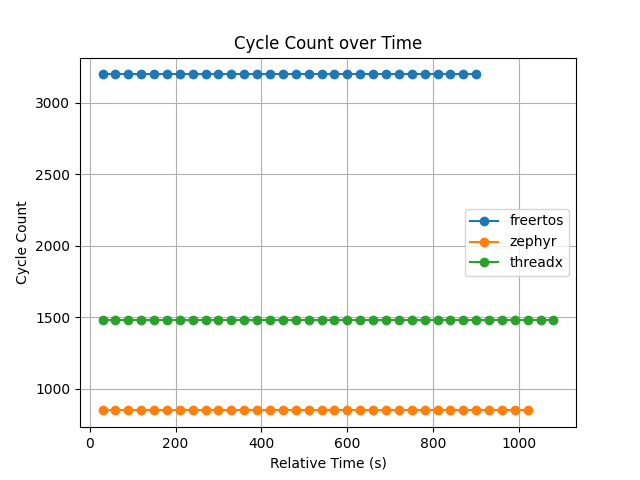 Cycle Count over Time
3000
2500
2000
1500
1000
Cycle Count
freertos
zephyr
threadx
0 200 400 600 800 1000
Relative Time (s)